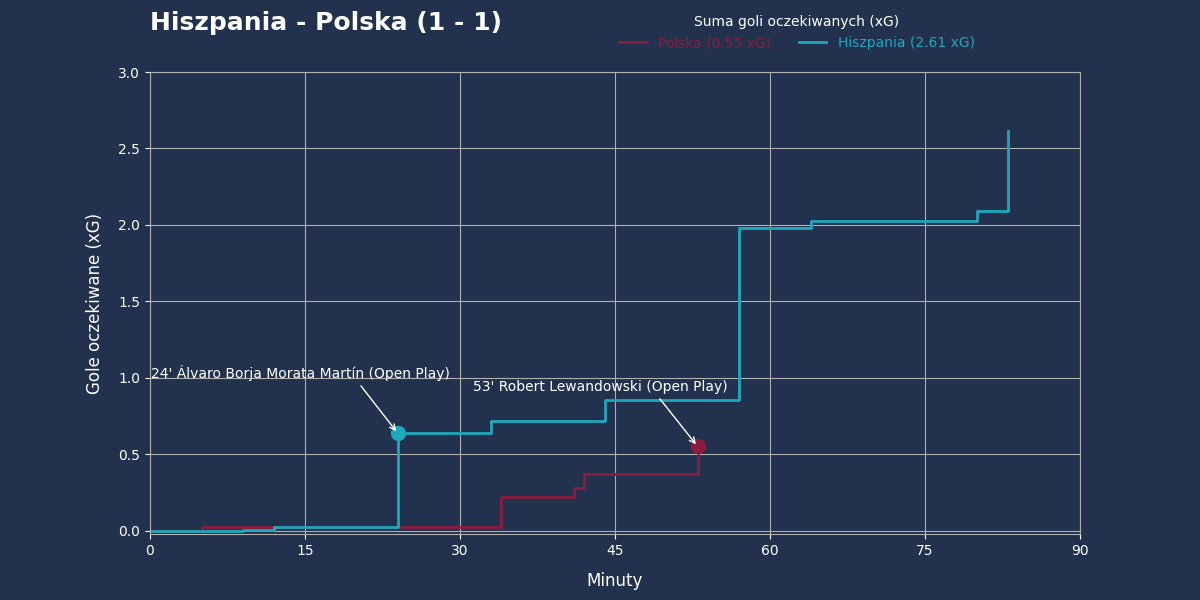 Hiszpania - Polska (1 - 1)
Suma goli oczekiwanych (xG)
Polska (0.55 xG) Hiszpania (2.61 xG)
Gole oczekiwane (xG)
3.0
2.5
2.0
1.5
1.0
0.5
0.0
24' Álvaro Borja Morata Martín (Open Play)
53' Robert Lewandowski (Open Play)
0 15 30 45 60 75 90
Minuty